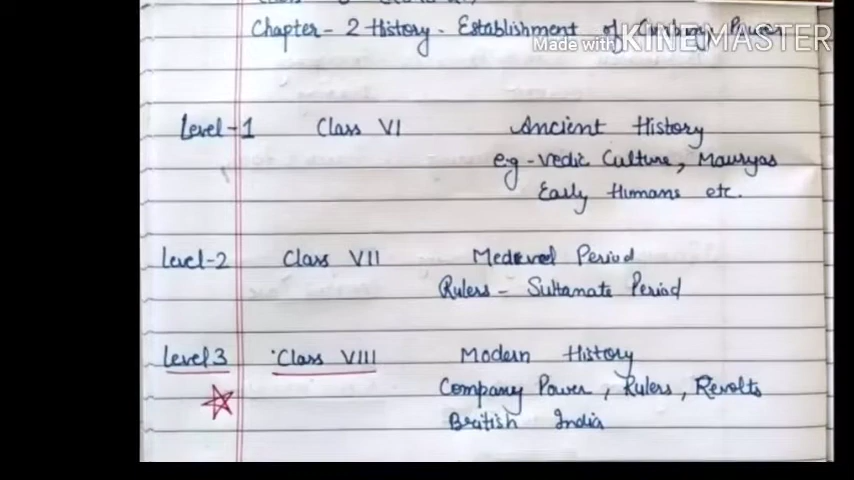 Chapter - 2 History - Establishment of Company Power
Made with KINEMASTER
Level-1 Class VI Ancient History
e.g - Vedic Culture, Mauryas
Early Humans etc.
Level-2 Class VII Medieval Period
Rulers - Sultanate Period
Level 3 Class VIII Modern History
Company Power, Rulers, Revolts
British India